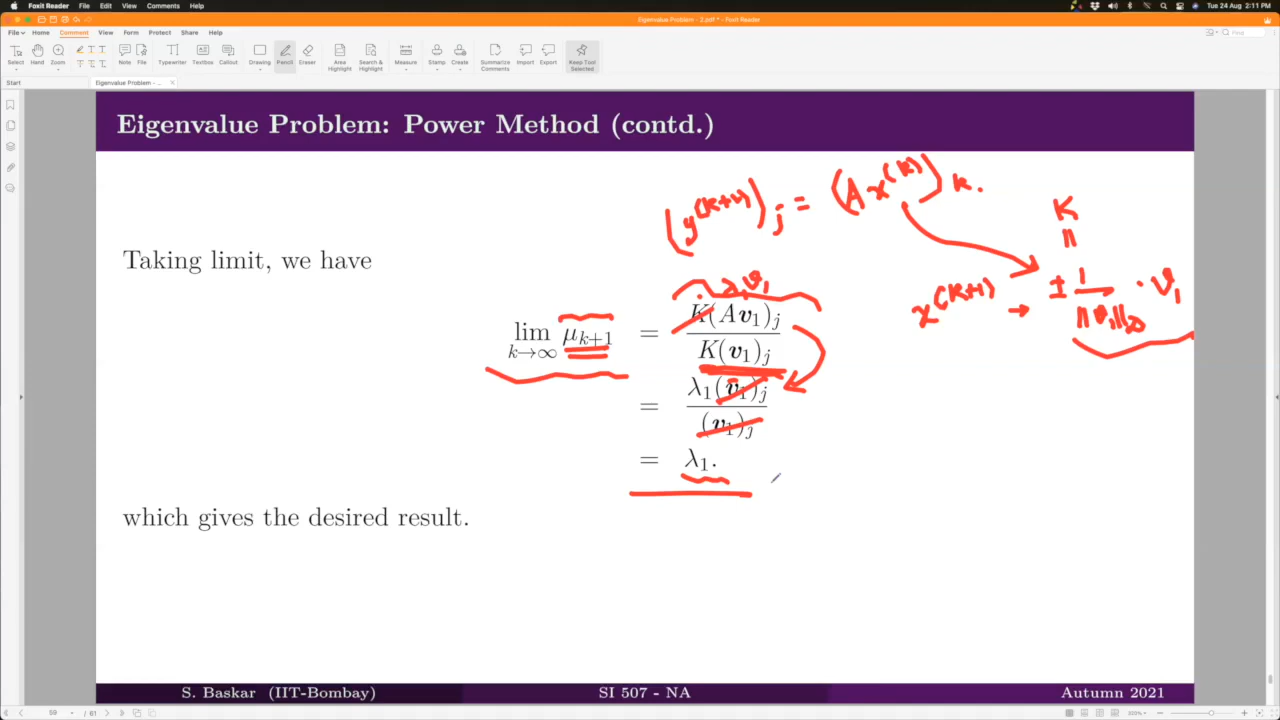 Foxit Reader File Edit View Comments Help Tue 24 Aug 2:11 PM
Eigenvalue Problem - 2.pdf * - Foxit Reader
File Home Comment View Form Protect Share Help Find
Select Hand Zoom Note File Typewriter Textbox Callout Drawing Pencil Eraser Area Highlight Search & Highlight Measure Stamp Create Summarize Comments Import Export Keep Tool Selected
Start Eigenvalue Problem - ...
Eigenvalue Problem: Power Method (contd.)
(y^(k+1))_j = (A x^(k))_k.
K
||
Taking limit, we have
x^(k+1) → ± 1/||v_1||_∞ · v_1
λ_1 v_1
lim_{k→∞} μ_{k+1} = K(Av_1)_j / K(v_1)_j
= λ_1(v_1)_j / (v_1)_j
= λ_1.
which gives the desired result.
S. Baskar (IIT-Bombay) SI 507 - NA Autumn 2021
59 / 61 300%